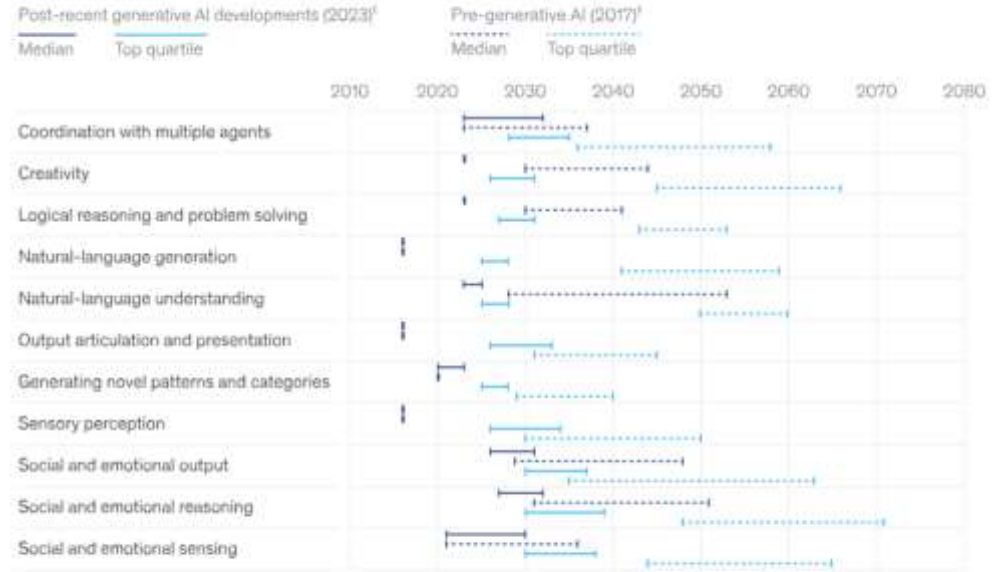 Post-recent generative AI developments (2023)²
Pre-generative AI (2017)³
Median Top quartile
Median Top quartile
2010 2020 2030 2040 2050 2060 2070 2080
Coordination with multiple agents
Creativity
Logical reasoning and problem solving
Natural-language generation
Natural-language understanding
Output articulation and presentation
Generating novel patterns and categories
Sensory perception
Social and emotional output
Social and emotional reasoning
Social and emotional sensing